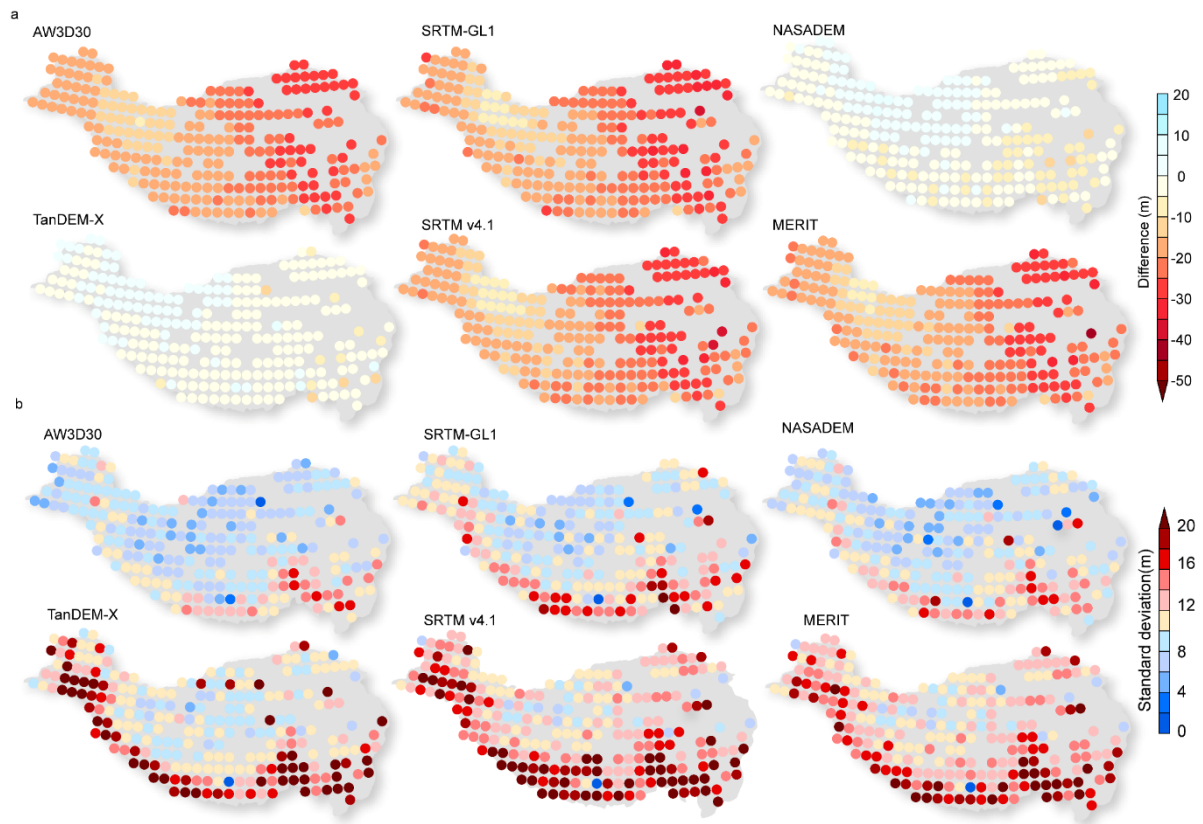 a
AW3D30
SRTM-GL1
NASADEM
TanDEM-X
SRTM v4.1
MERIT
20
10
0
-10
-20
-30
-40
-50
Difference (m)
b
AW3D30
SRTM-GL1
NASADEM
TanDEM-X
SRTM v4.1
MERIT
20
16
12
8
4
0
Standard deviation(m)